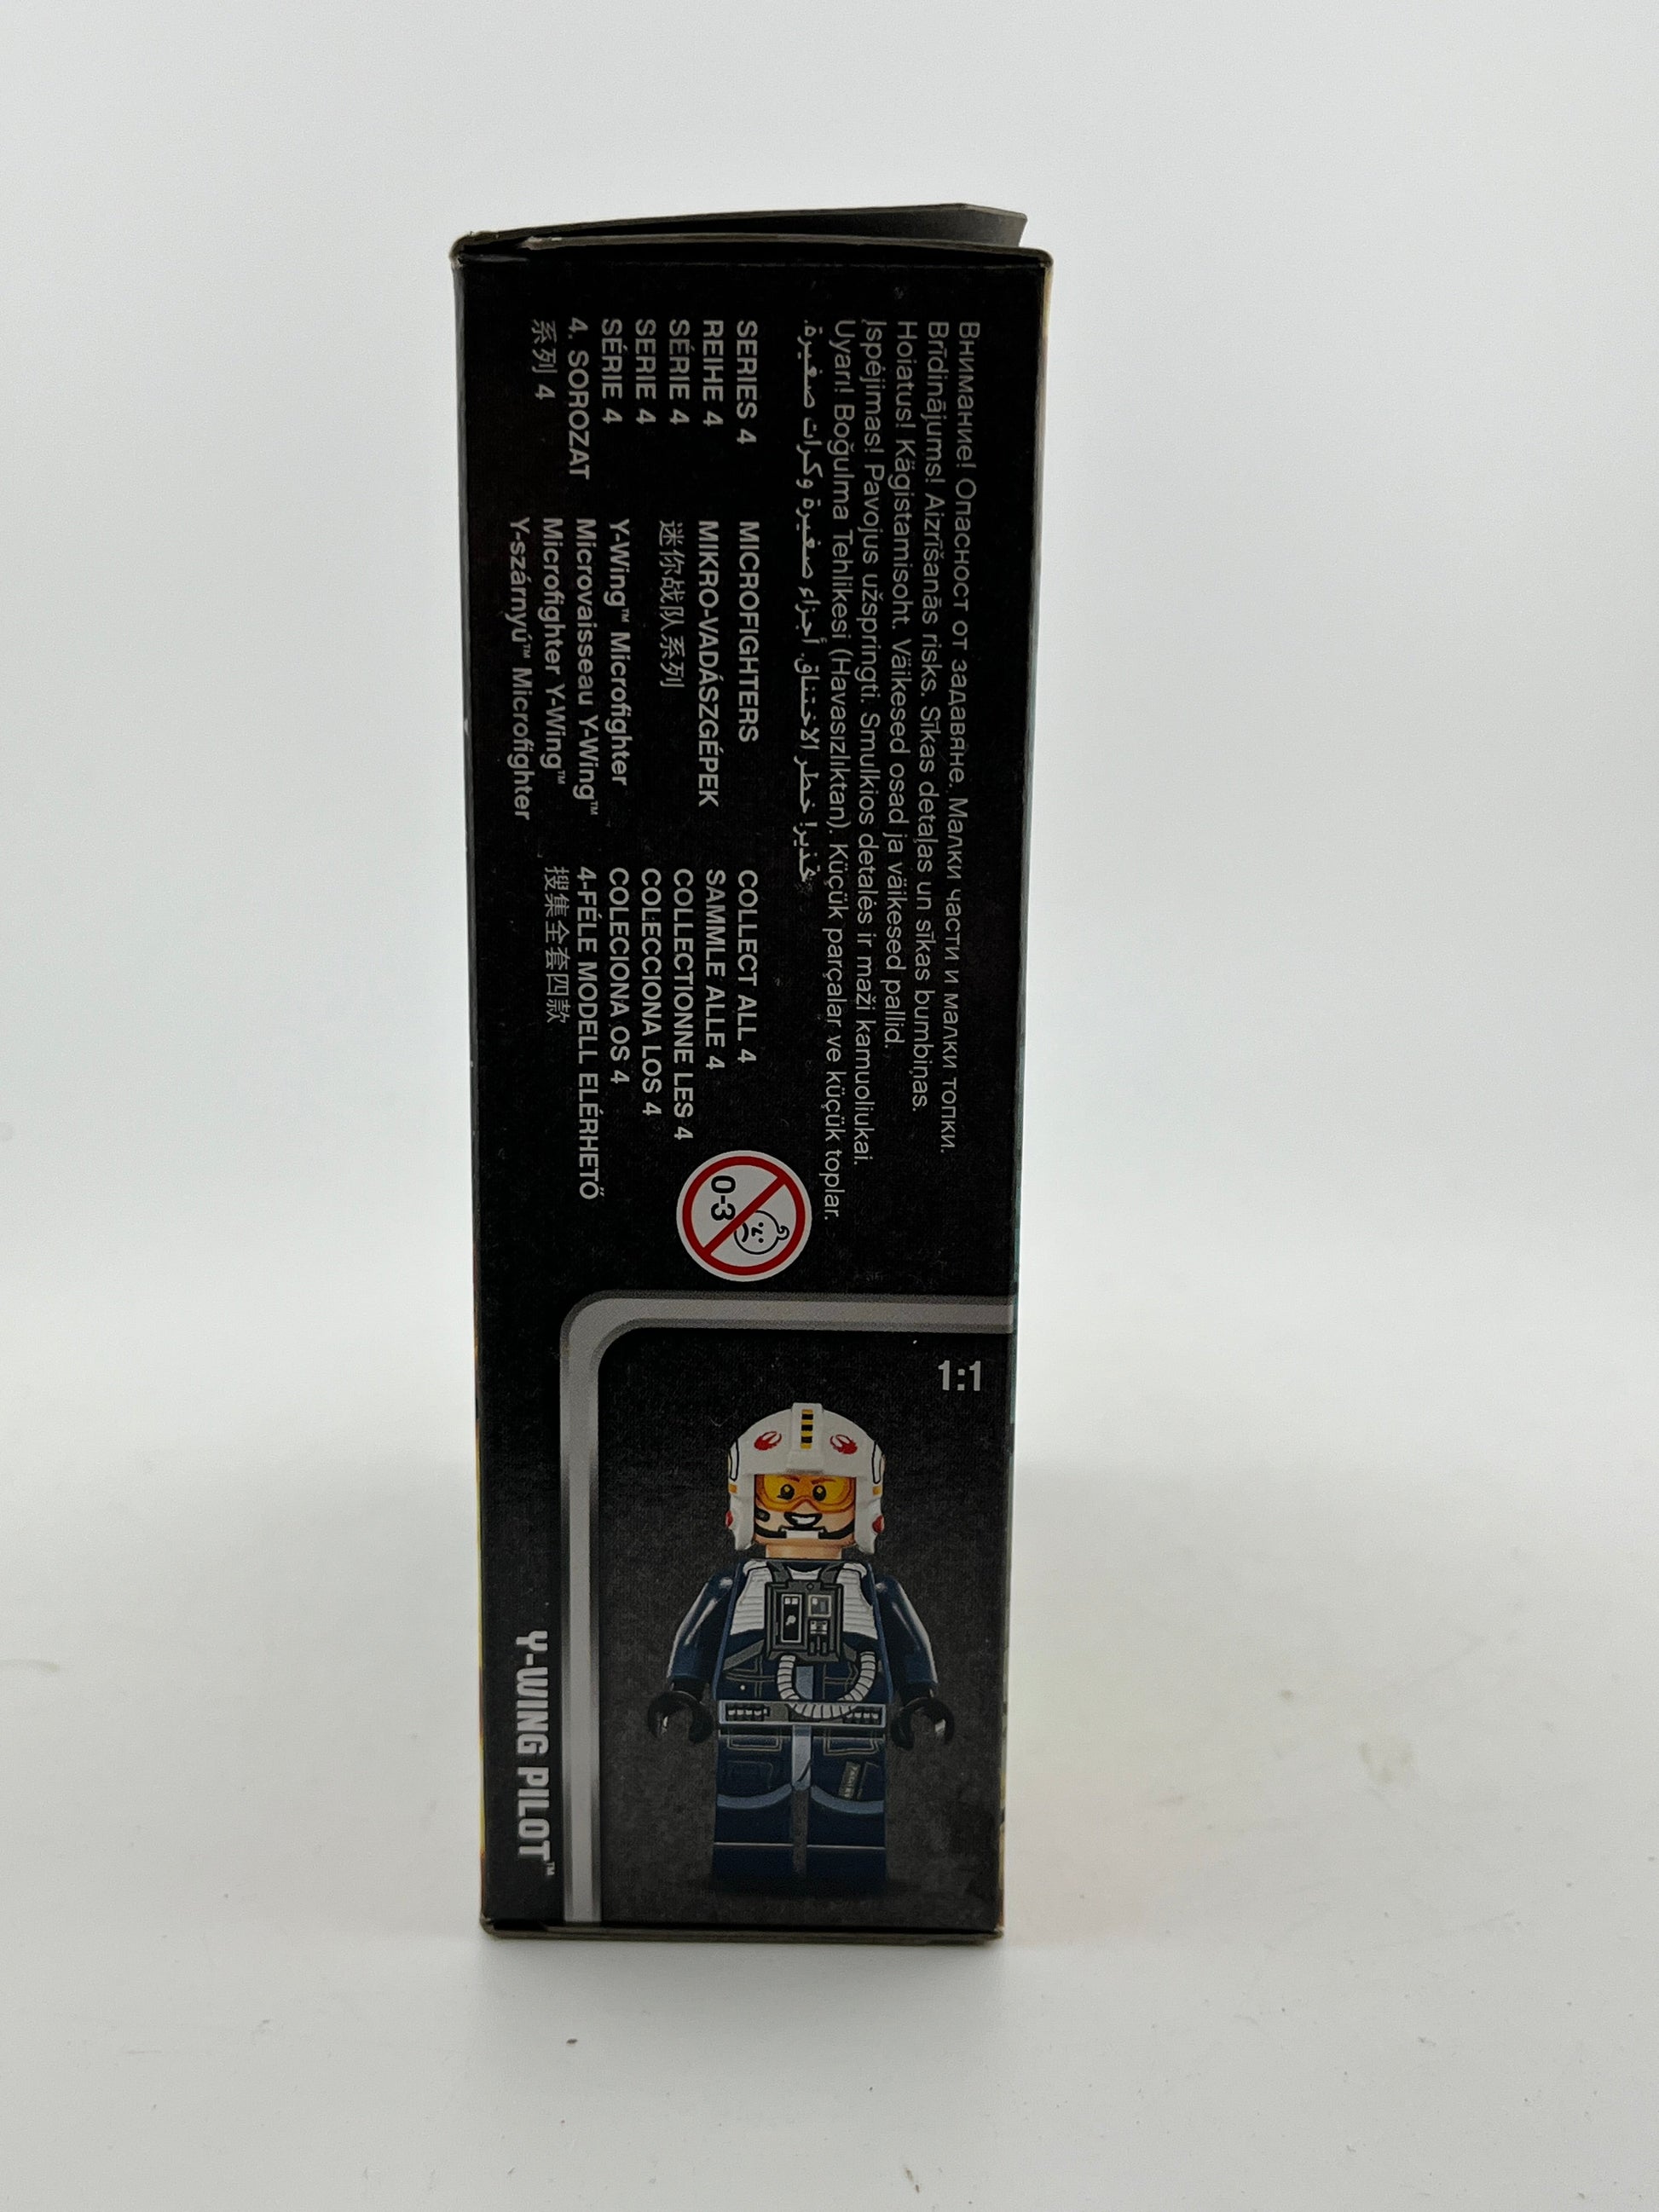 Внимание! Опасност от задавяне. Малки части и малки топки.
Brīdinājums! Aizrīšanās risks. Sīkas detaļas un sīkas bumbiņas.
Hoiatus! Kägistamisoht. Väikesed osad ja väikesed pallid.
Įspėjimas! Pavojus užspringti. Smulkios detalės ir maži kamuoliukai.
Uyarı! Boğulma Tehlikesi (Havasızlıktan). Küçük parçalar ve küçük toplar.
تحذير! خطر الاختناق. أجزاء صغيرة وكرات صغيرة.
SERIES 4
REIHE 4
SÉRIE 4
SERIE 4
SÉRIE 4
4. SOROZAT
系列 4
MICROFIGHTERS
MIKRO-VADÁSZGÉPEK
迷你战队系列
Y-Wing™ Microfighter
Microvaisseau Y-Wing™
Microfighter Y-Wing™
Y-szárnyú™ Microfighter
COLLECT ALL 4
SAMMLE ALLE 4
COLLECTIONNE LES 4
COLECCIONA LOS 4
COLECIONA OS 4
4-FÉLE MODELL ELÉRHETŐ
搜集全套四款
0-3
1:1
Y-WING PILOT™